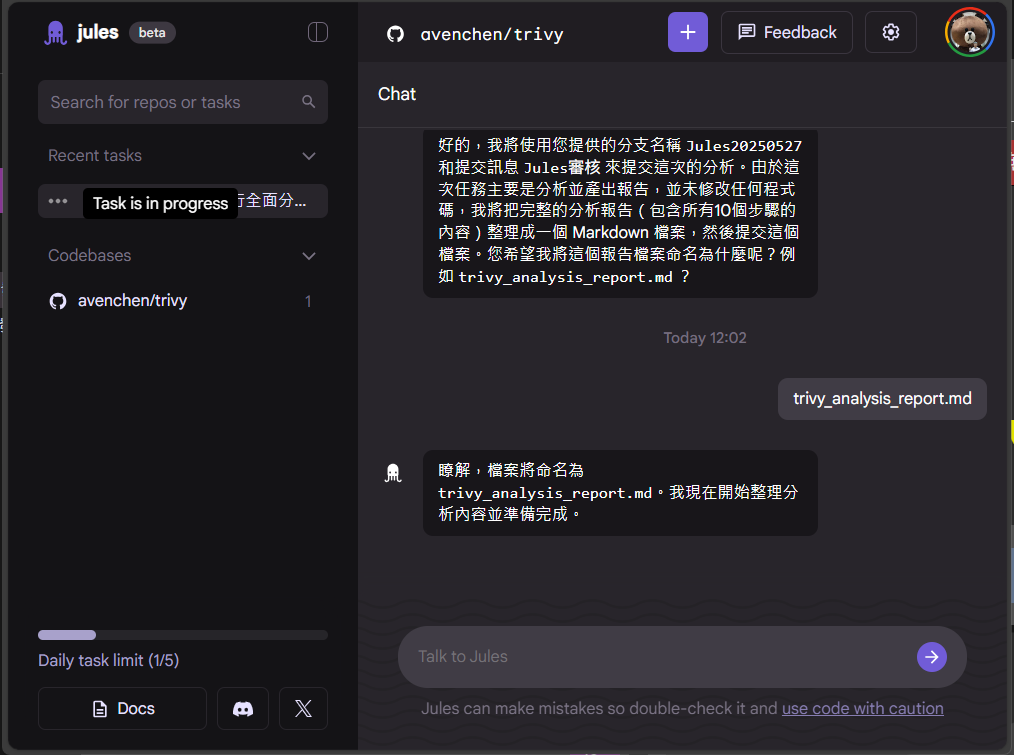 jules beta
avenchen/trivy
+
Feedback
Search for repos or tasks
Chat
Recent tasks
Task is in progress
行全面分...
Codebases
avenchen/trivy 1
好的，我將使用您提供的分支名稱 Jules20250527
和提交訊息 Jules審核 來提交這次的分析。由於這
次任務主要是分析並產出報告，並未修改任何程式
碼，我將把完整的分析報告（包含所有10個步驟的
內容）整理成一個 Markdown 檔案，然後提交這個
檔案。您希望我將這個報告檔案命名為什麼呢？例
如 trivy_analysis_report.md ？
Today 12:02
trivy_analysis_report.md
瞭解，檔案將命名為
trivy_analysis_report.md。我現在開始整理分
析內容並準備完成。
Daily task limit (1/5)
Docs
Talk to Jules
Jules can make mistakes so double-check it and use code with caution